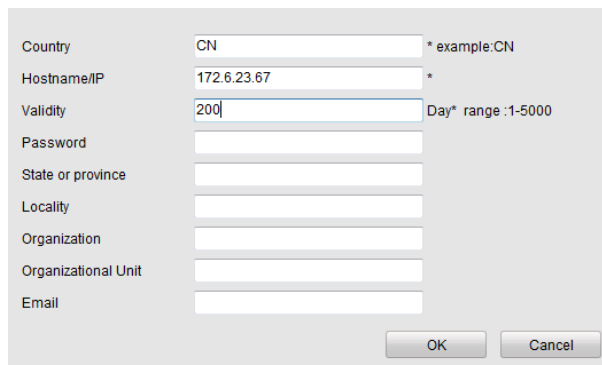 Country CN * example:CN
Hostname/IP 172.6.23.67 *
Validity 200 Day* range :1-5000
Password
State or province
Locality
Organization
Organizational Unit
Email
OK Cancel